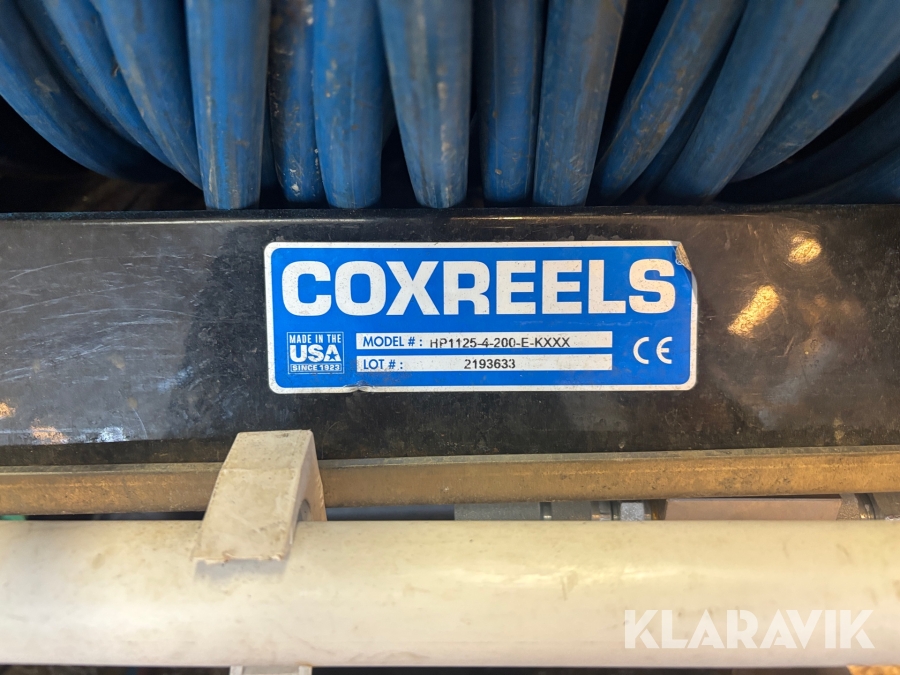 COXREELS
MADE IN THE
USA
SINCE 1923
MODEL # : HP1125-4-200-E-KXXX
LOT # : 2193633
CE
KLARAVIK